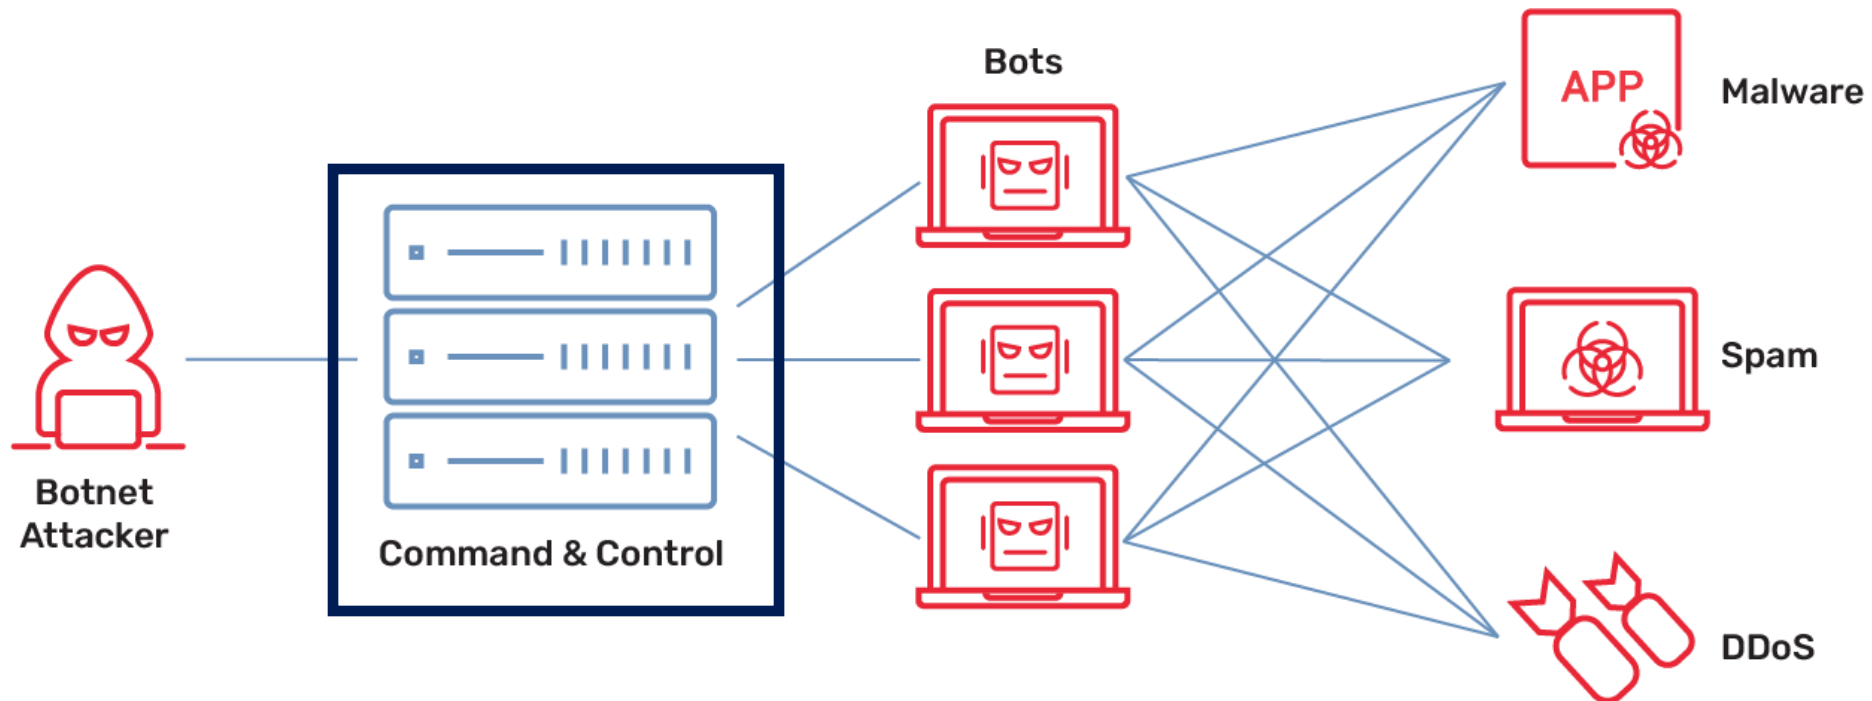 Botnet
Attacker
Command & Control
Bots
APP
Malware
Spam
DDoS